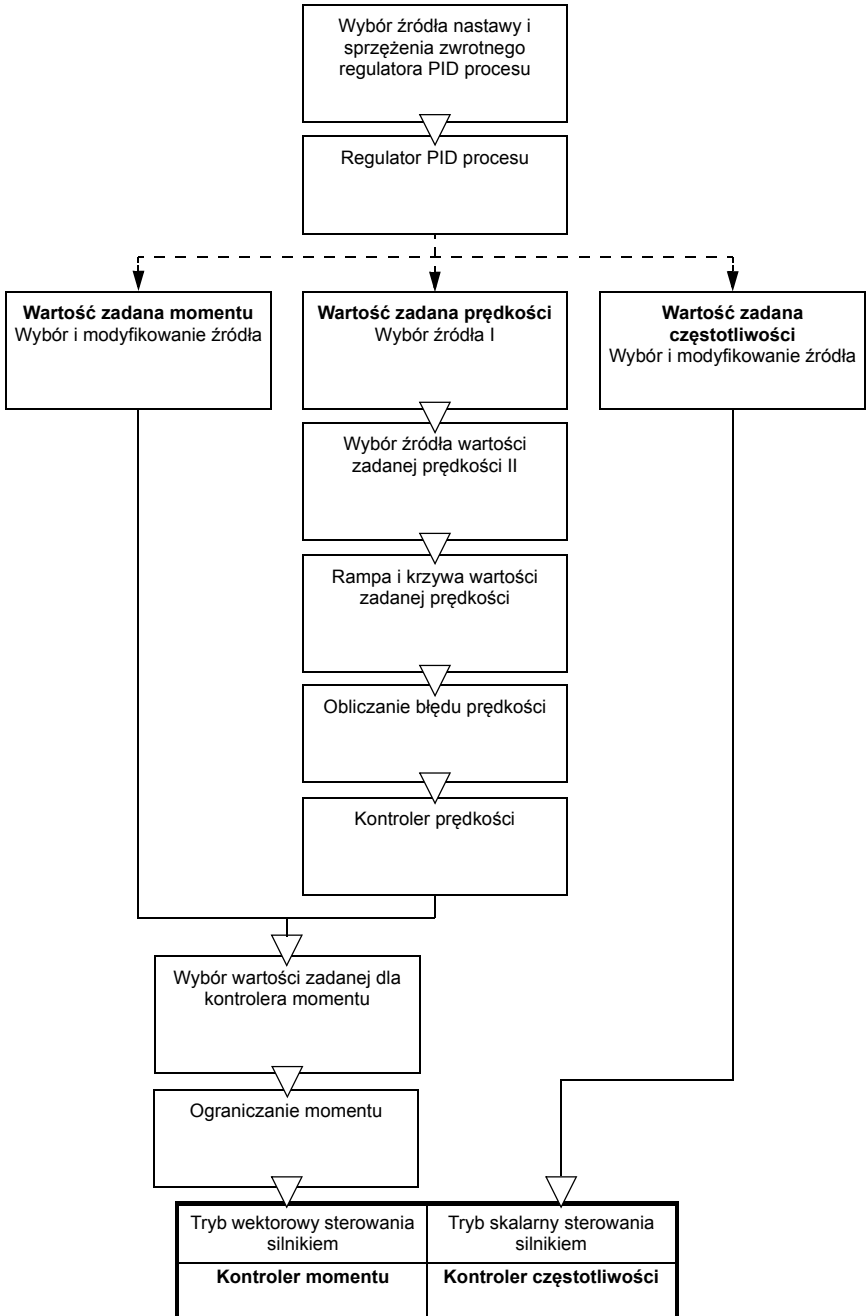 Wybór źródła nastawy i
sprzężenia zwrotnego
regulatora PID procesu
Regulator PID procesu
Wartość zadana momentu
Wybór i modyfikowanie źródła
Wartość zadana prędkości
Wybór źródła I
Wartość zadana
częstotliwości
Wybór i modyfikowanie źródła
Wybór źródła wartości
zadanej prędkości II
Rampa i krzywa wartości
zadanej prędkości
Obliczanie błędu prędkości
Kontroler prędkości
Wybór wartości zadanej dla
kontrolera momentu
Ograniczanie momentu
Tryb wektorowy sterowania
silnikiem
Tryb skalarny sterowania
silnikiem
Kontroler momentu
Kontroler częstotliwości